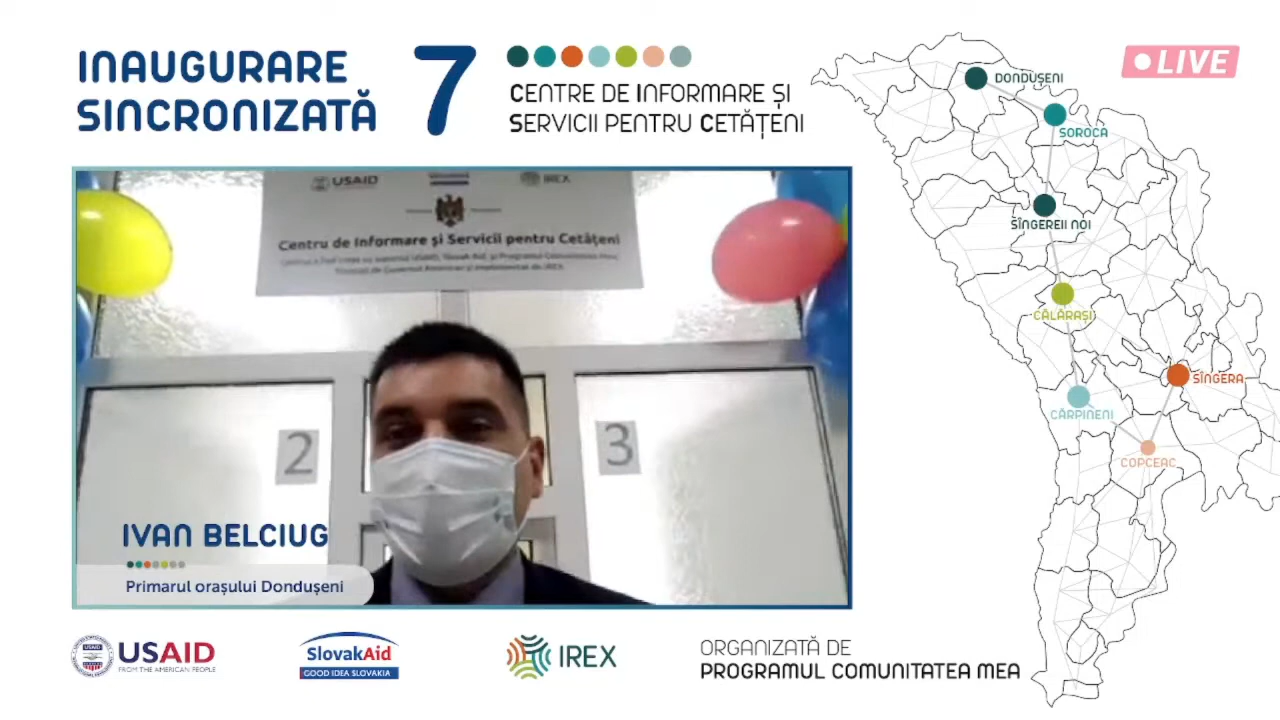 INAUGURARE
SINCRONIZATĂ
7
CENTRE DE INFORMARE ȘI
SERVICII PENTRU CETĂȚENI
LIVE
DONDUȘENI
SOROCA
SÎNGEREII NOI
CĂLĂRAȘI
SÎNGERA
CĂRPINENI
COPCEAC
USAID
IREX
Centru de Informare și Servicii pentru Cetățeni
2
3
IVAN BELCIUG
Primarul orașului Dondușeni
USAID
FROM THE AMERICAN PEOPLE
SlovakAid
GOOD IDEA SLOVAKIA
IREX
ORGANIZATĂ DE
PROGRAMUL COMUNITATEA MEA